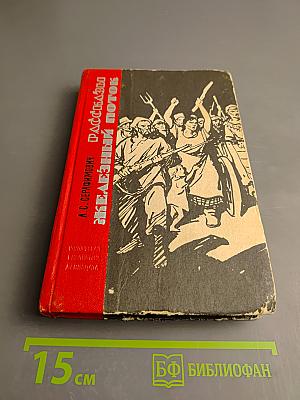 А.С.СЕРАФИМОВИЧ
РАССКАЗЫ
ЖЕЛЕЗНЫЙ ПОТОК
15 СМ
БФ БИБЛИОФАН